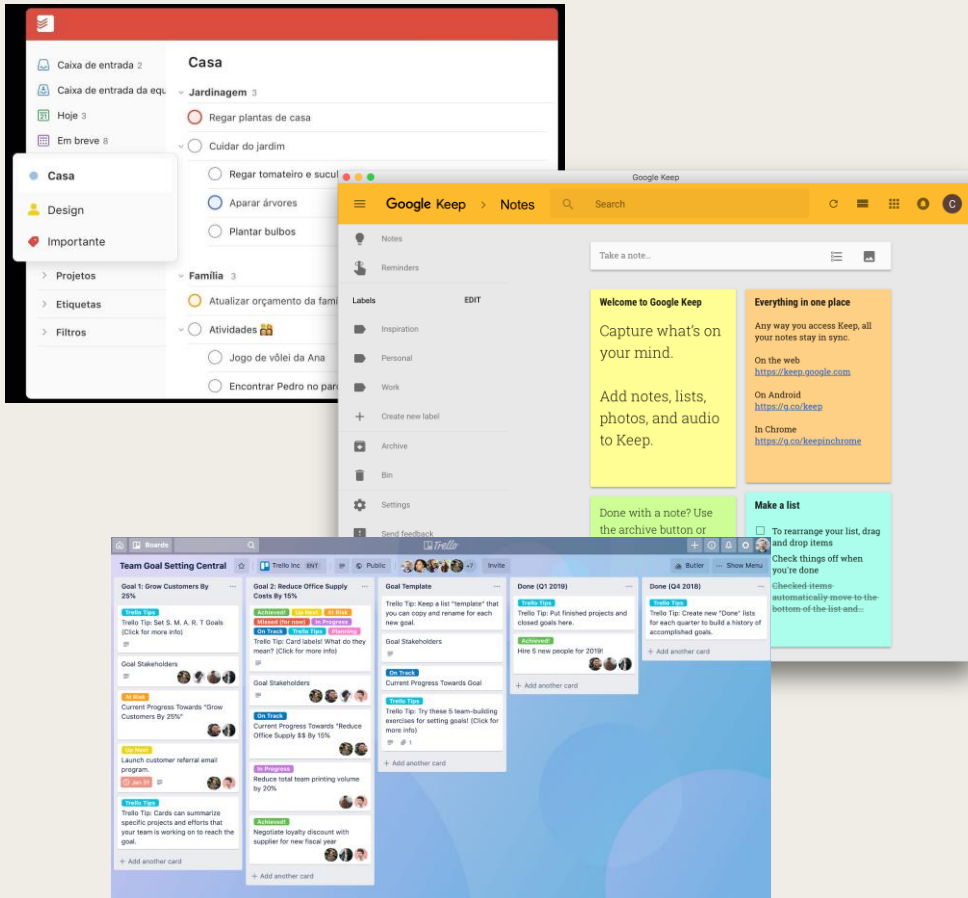 Caixa de entrada 2
Caixa de entrada da equ
Hoje 3
Em breve 8
Casa
Design
Importante
Projetos
Etiquetas
Filtros
Casa
Jardinagem 3
Regar plantas de casa
Cuidar do jardim
Regar tomateiro e sucul
Aparar árvores
Plantar bulbos
Família 3
Atualizar orçamento da famí
Atividades
Jogo de vôlei da Ana
Encontrar Pedro no par
Google Keep
Google Keep > Notes
Search
C
Notes
Reminders
Labels EDIT
Inspiration
Personal
Work
Create new label
Archive
Bin
Settings
Send feedback
Take a note...
Welcome to Google Keep
Capture what's on
your mind.
Add notes, lists,
photos, and audio
to Keep.
Everything in one place
Any way you access Keep, all
your notes stay in sync.
On the web
https://keep.google.com
On Android
https://g.co/keep
In Chrome
https://g.co/keepinchrome
Done with a note? Use
the archive button or
Make a list
To rearrange your list, drag
and drop items
Check things off when
you're done
Checked items
automatically move to the
bottom of the list and...
Boards
Trello
Team Goal Setting Central
Trello Inc ENT
Public
+7
Invite
Butler
... Show Menu
Goal 1: Grow Customers By
25%
Trello Tips
Trello Tip: Set S. M. A. R. T Goals
(Click for more info)
Goal Stakeholders
At Risk
Current Progress Towards "Grow
Customers By 25%"
Up Next
Launch customer referral email
program.
Jan 31
Trello Tips
Trello Tip: Cards can summarize
specific projects and efforts that
your team is working on to reach the
goal.
+ Add another card
Goal 2: Reduce Office Supply
Costs By 15%
Achieved! Up Next At Risk
Missed (for now) In Progress
On Track Trello Tips Planning
Trello Tip: Card labels! What do they
mean? (Click for more info)
Goal Stakeholders
On Track
Current Progress Towards "Reduce
Office Supply $$ By 15%
In Progress
Reduce total team printing volume
by 20%
Achieved!
Negotiate loyalty discount with
supplier for new fiscal year
+ Add another card
Goal Template
Trello Tip: Keep a list "template" that
you can copy and rename for each
new goal.
Goal Stakeholders
On Track
Current Progress Towards Goal
Trello Tips
Trello Tip: Try these 5 team-building
exercises for setting goals! (Click for
more info)
1
+ Add another card
Done (Q1 2019)
Trello Tips
Trello Tip: Put finished projects and
closed goals here.
Achieved!
Hire 5 new people for 2019!
+ Add another card
Done (Q4 2018)
Trello Tips
Trello Tip: Create new "Done" lists
for each quarter to build a history of
accomplished goals.
+ Add another card